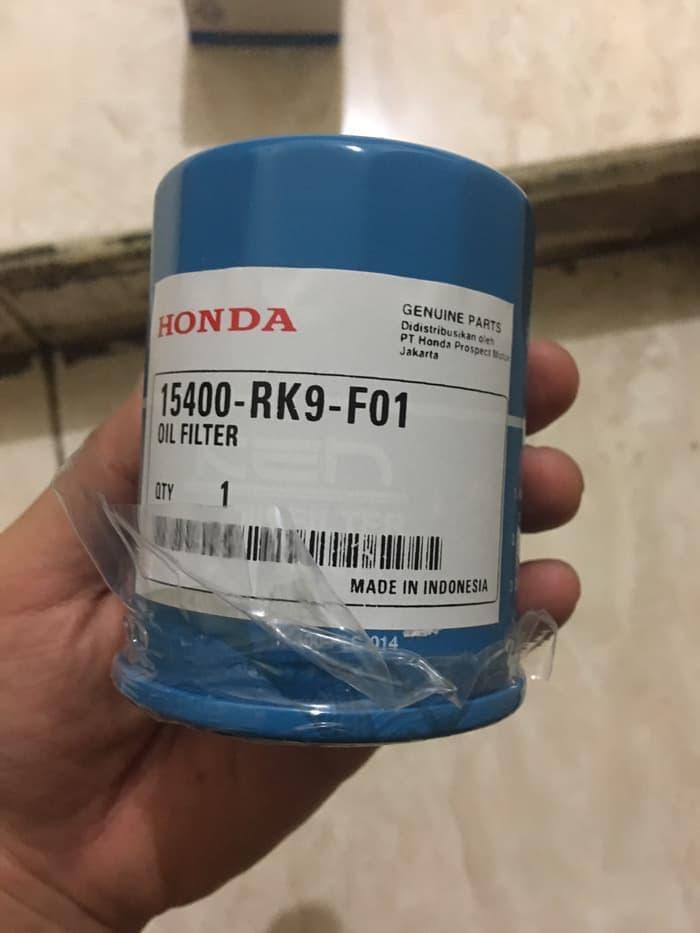 HONDA
GENUINE PARTS
Didistribusikan oleh
PT Honda Prospect
Jakarta
15400-RK9-F01
OIL FILTER
QTY 1
MADE IN INDONESIA